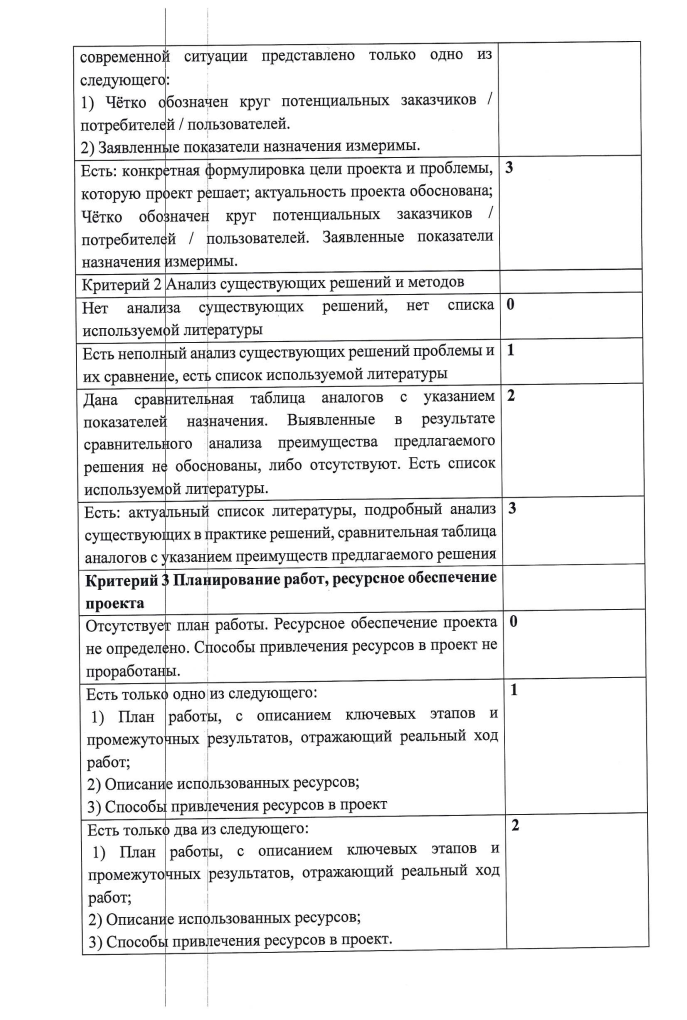 современной ситуации представлено только одно из
следующего:
1) Чётко обозначен круг потенциальных заказчиков /
потребителей / пользователей.
2) Заявленные показатели назначения измеримы.
Есть: конкретная формулировка цели проекта и проблемы, 3
которую проект решает; актуальность проекта обоснована;
Чётко обозначен круг потенциальных заказчиков /
потребителей / пользователей. Заявленные показатели
назначения измеримы.
Критерий 2 Анализ существующих решений и методов
Нет анализа существующих решений, нет списка 0
используемой литературы
Есть неполный анализ существующих решений проблемы и 1
их сравнение, есть список используемой литературы
Дана сравнительная таблица аналогов с указанием 2
показателей назначения. Выявленные в результате
сравнительного анализа преимущества предлагаемого
решения не обоснованы, либо отсутствуют. Есть список
используемой литературы.
Есть: актуальный список литературы, подробный анализ 3
существующих в практике решений, сравнительная таблица
аналогов с указанием преимуществ предлагаемого решения
Критерий 3 Планирование работ, ресурсное обеспечение
проекта
Отсутствует план работы. Ресурсное обеспечение проекта 0
не определено. Способы привлечения ресурсов в проект не
проработаны.
Есть только одно из следующего: 1
1) План работы, с описанием ключевых этапов и
промежуточных результатов, отражающий реальный ход
работ;
2) Описание использованных ресурсов;
3) Способы привлечения ресурсов в проект
Есть только два из следующего: 2
1) План работы, с описанием ключевых этапов и
промежуточных результатов, отражающий реальный ход
работ;
2) Описание использованных ресурсов;
3) Способы привлечения ресурсов в проект.